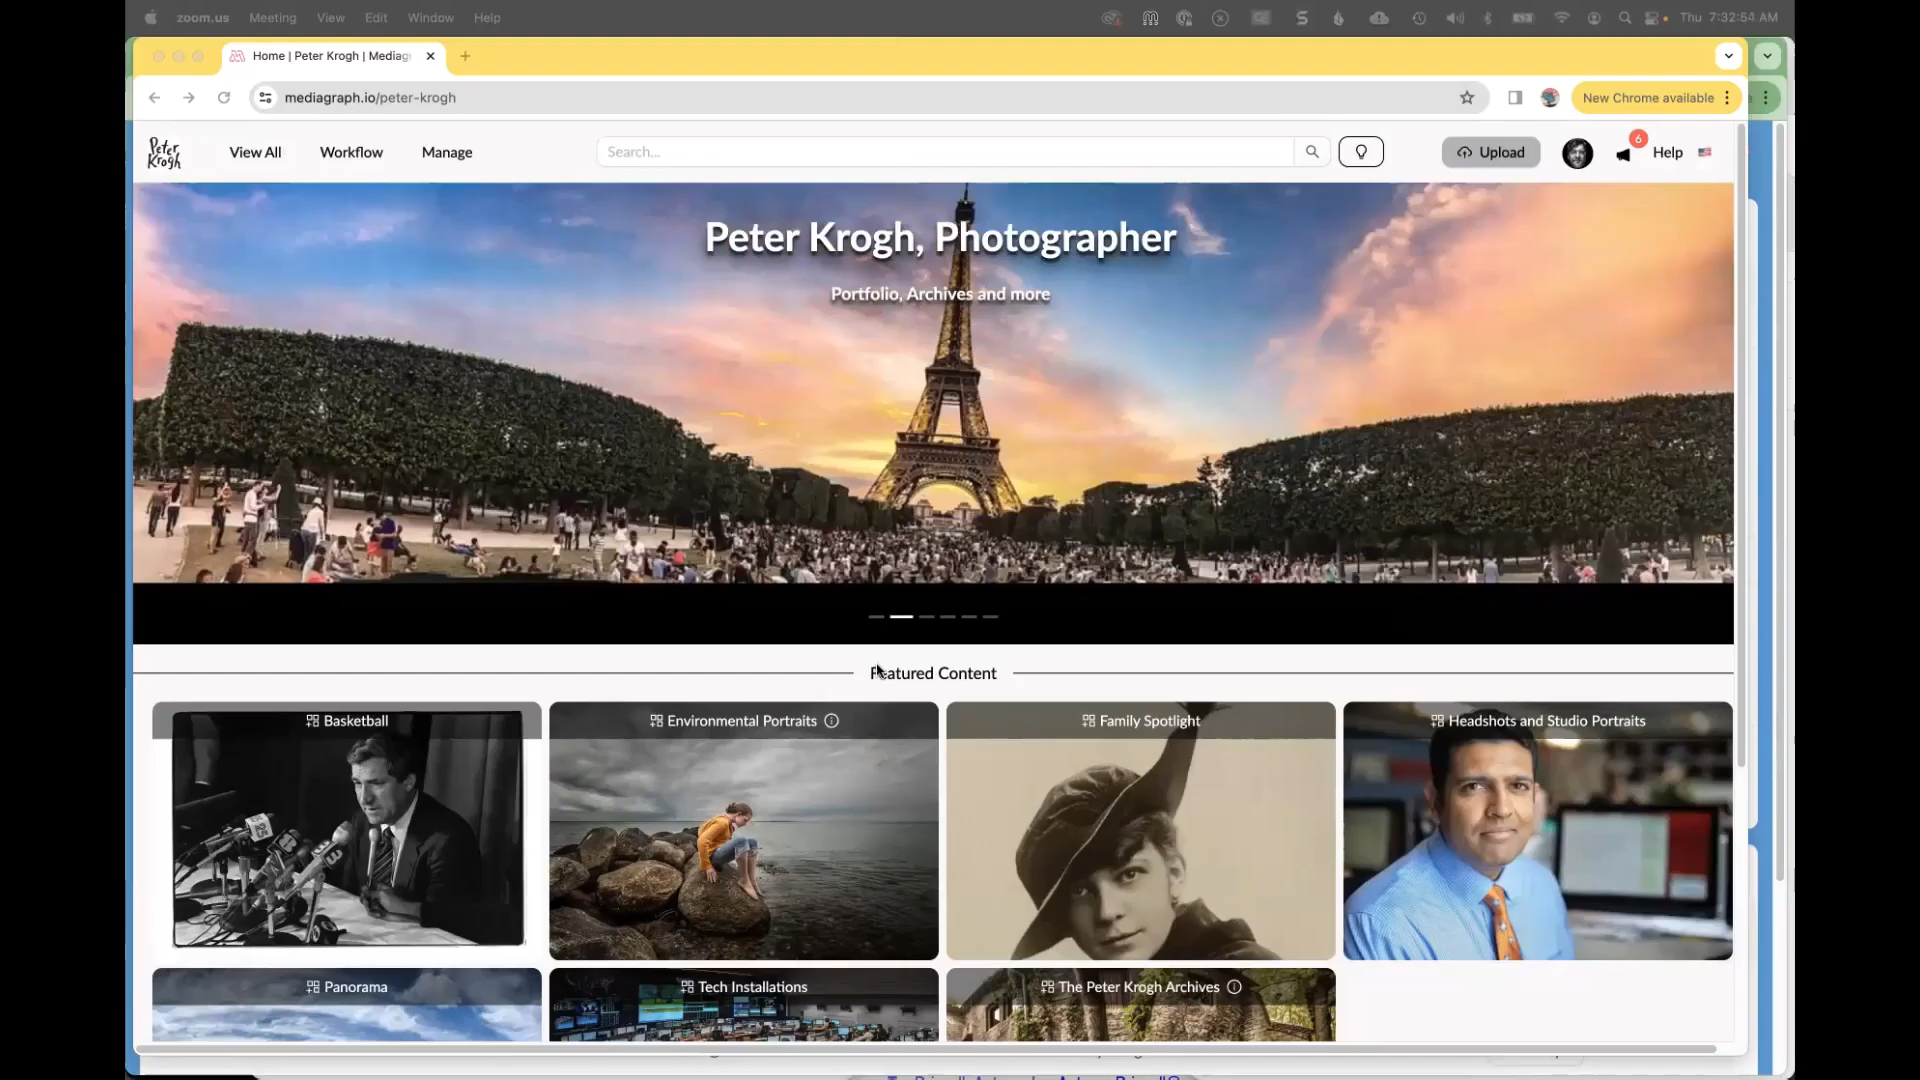 zoom.us Meeting View Edit Window Help Thu 7:32:54 AM
Home | Peter Krogh | Mediag
mediagraph.io/peter-krogh New Chrome available
Peter Krogh View All Workflow Manage Search... Upload 6 Help
Peter Krogh, Photographer
Portfolio, Archives and more
Featured Content
Basketball Environmental Portraits Family Spotlight Headshots and Studio Portraits
Panorama Tech Installations The Peter Krogh Archives